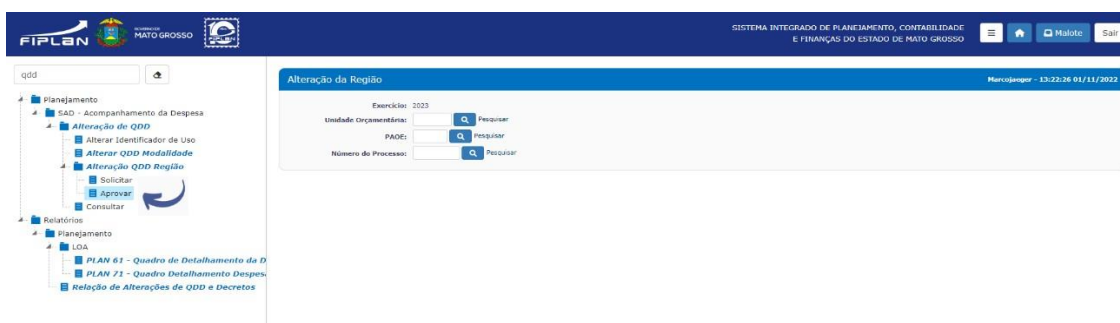 FIPLAN
MATO GROSSO
SISTEMA INTEGRADO DE PLANEJAMENTO, CONTABILIDADE
E FINANÇAS DO ESTADO DE MATO GROSSO
Malote
Sair
qdd
Planejamento
SAD - Acompanhamento da Despesa
Alteração de QDD
Alterar Identificador de Uso
Alterar QDD Modalidade
Alteração QDD Região
Solicitar
Aprovar
Consultar
Relatórios
Planejamento
LOA
PLAN 61 - Quadro de Detalhamento da D
PLAN 71 - Quadro Detalhamento Despes
Relação de Alterações de QDD e Decretos
Alteração da Região
Marcojaeger - 13:22:26 01/11/2022
Exercício: 2023
Unidade Orçamentária: Pesquisar
PAOE: Pesquisar
Número do Processo: Pesquisar